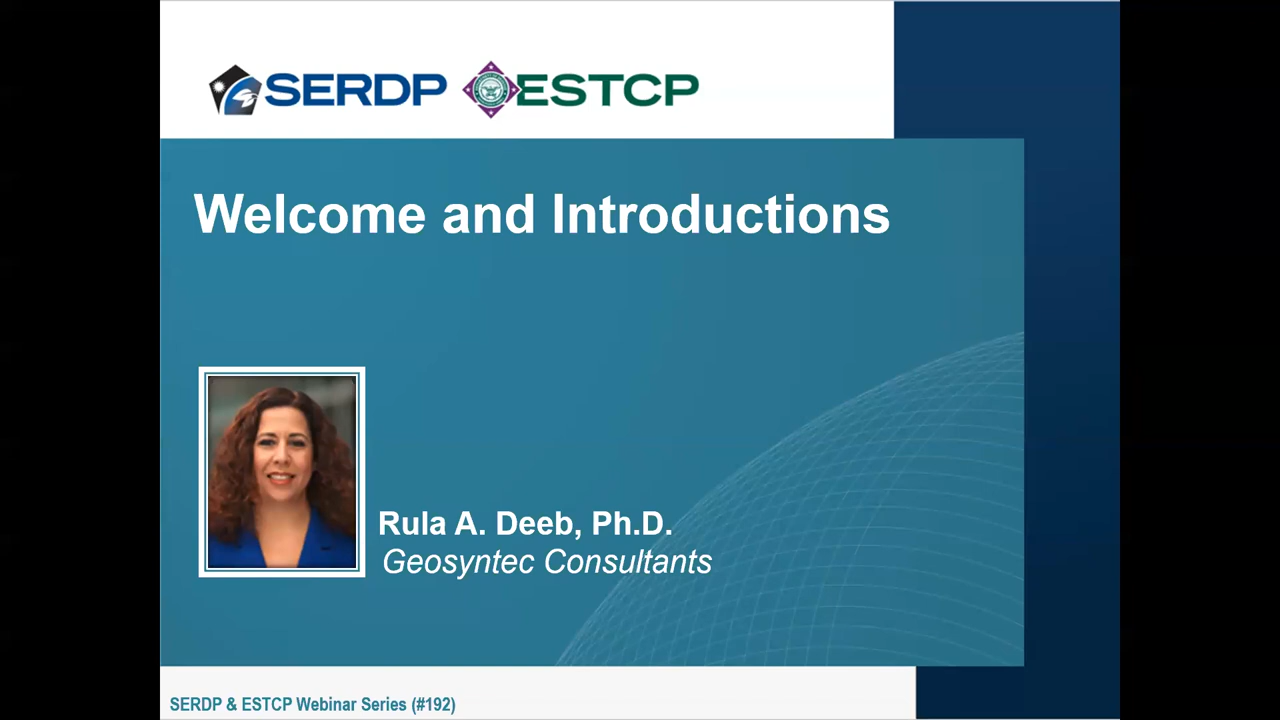 SERDP ESTCP
Welcome and Introductions
Rula A. Deeb, Ph.D.
Geosyntec Consultants
SERDP & ESTCP Webinar Series (#192)